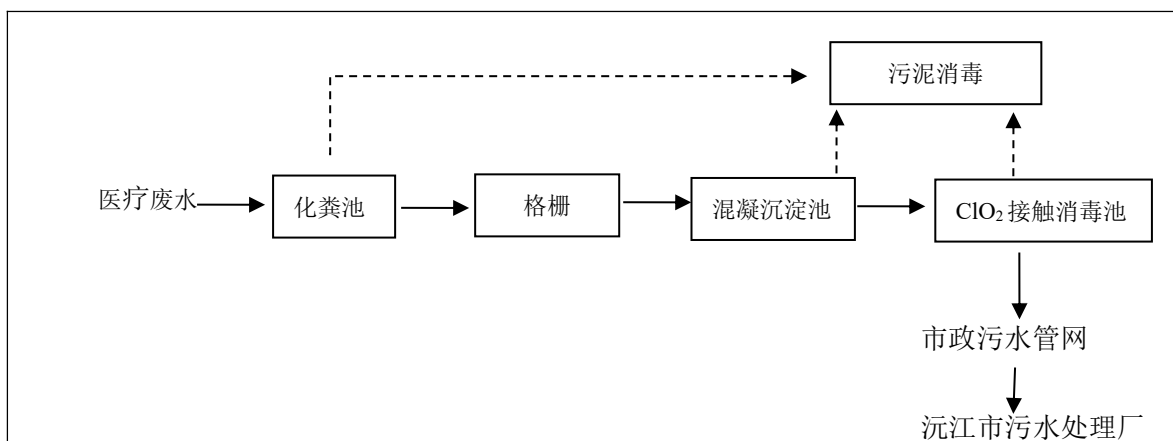 污泥消毒
医疗废水
化粪池
格栅
混凝沉淀池
ClO₂接触消毒池
市政污水管网
沅江市污水处理厂